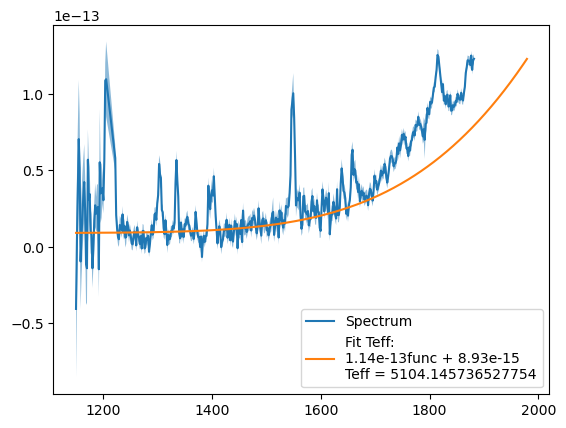 1e−13
1.0
0.5
0.0
−0.5
1200
1400
1600
1800
2000
Spectrum
Fit Teff:
1.14e-13func + 8.93e-15
Teff = 5104.145736527754